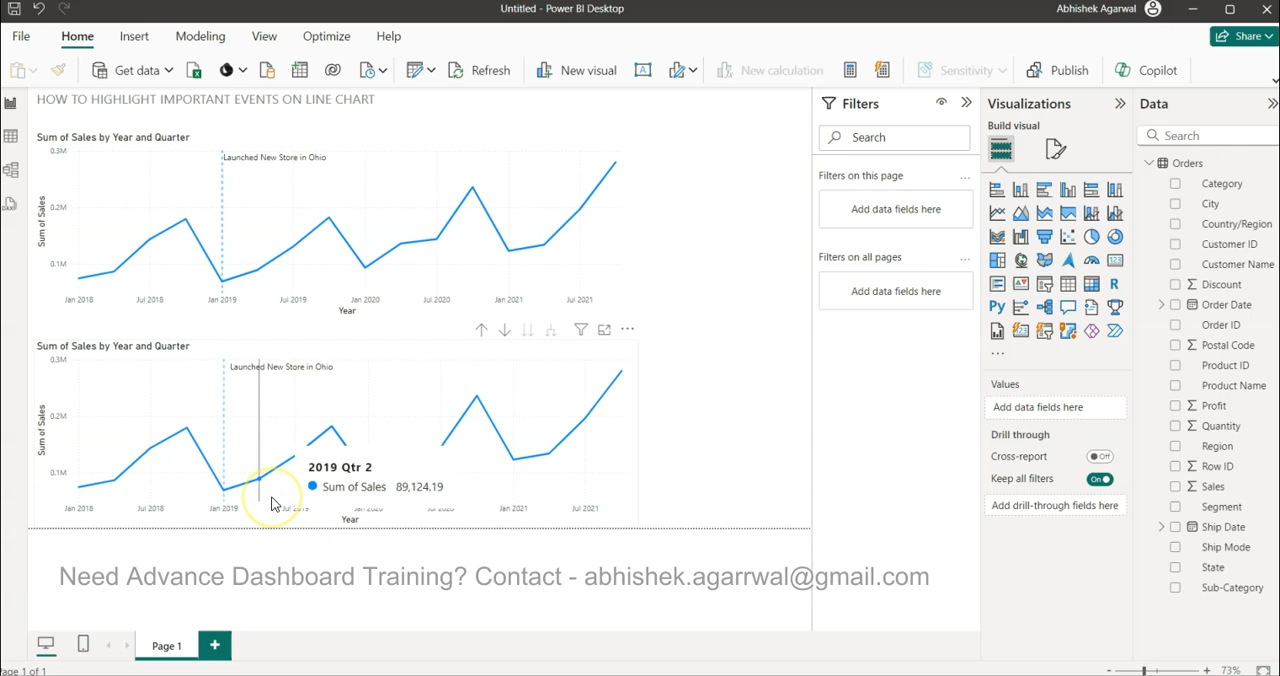 Untitled - Power BI Desktop
Abhishek Agarwal
File Home Insert Modeling View Optimize Help
Share
Get data
Refresh
New visual
New calculation
Sensitivity
Publish
Copilot
HOW TO HIGHLIGHT IMPORTANT EVENTS ON LINE CHART
Sum of Sales by Year and Quarter
0.3M
Launched New Store in Ohio
0.2M
Sum of Sales
0.1M
Jan 2018 Jul 2018 Jan 2019 Jul 2019 Jan 2020 Jul 2020 Jan 2021 Jul 2021
Year
Sum of Sales by Year and Quarter
0.3M
Launched New Store in Ohio
0.2M
Sum of Sales
0.1M
2019 Qtr 2
Sum of Sales 89,124.19
Jan 2018 Jul 2018 Jan 2019 Jan 2021 Jul 2021
Year
Need Advance Dashboard Training? Contact - abhishek.agarrwal@gmail.com
Page 1
Page 1 of 1
Filters
Search
Filters on this page
...
Add data fields here
Filters on all pages
...
Add data fields here
Visualizations
Build visual
R
Py
123
...
Values
Add data fields here
Drill through
Cross-report
Off
Keep all filters
On
Add drill-through fields here
Data
Search
Orders
Category
City
Country/Region
Customer ID
Customer Name
Discount
Order Date
Order ID
Postal Code
Product ID
Product Name
Profit
Quantity
Region
Row ID
Sales
Segment
Ship Date
Ship Mode
State
Sub-Category
- + 73%